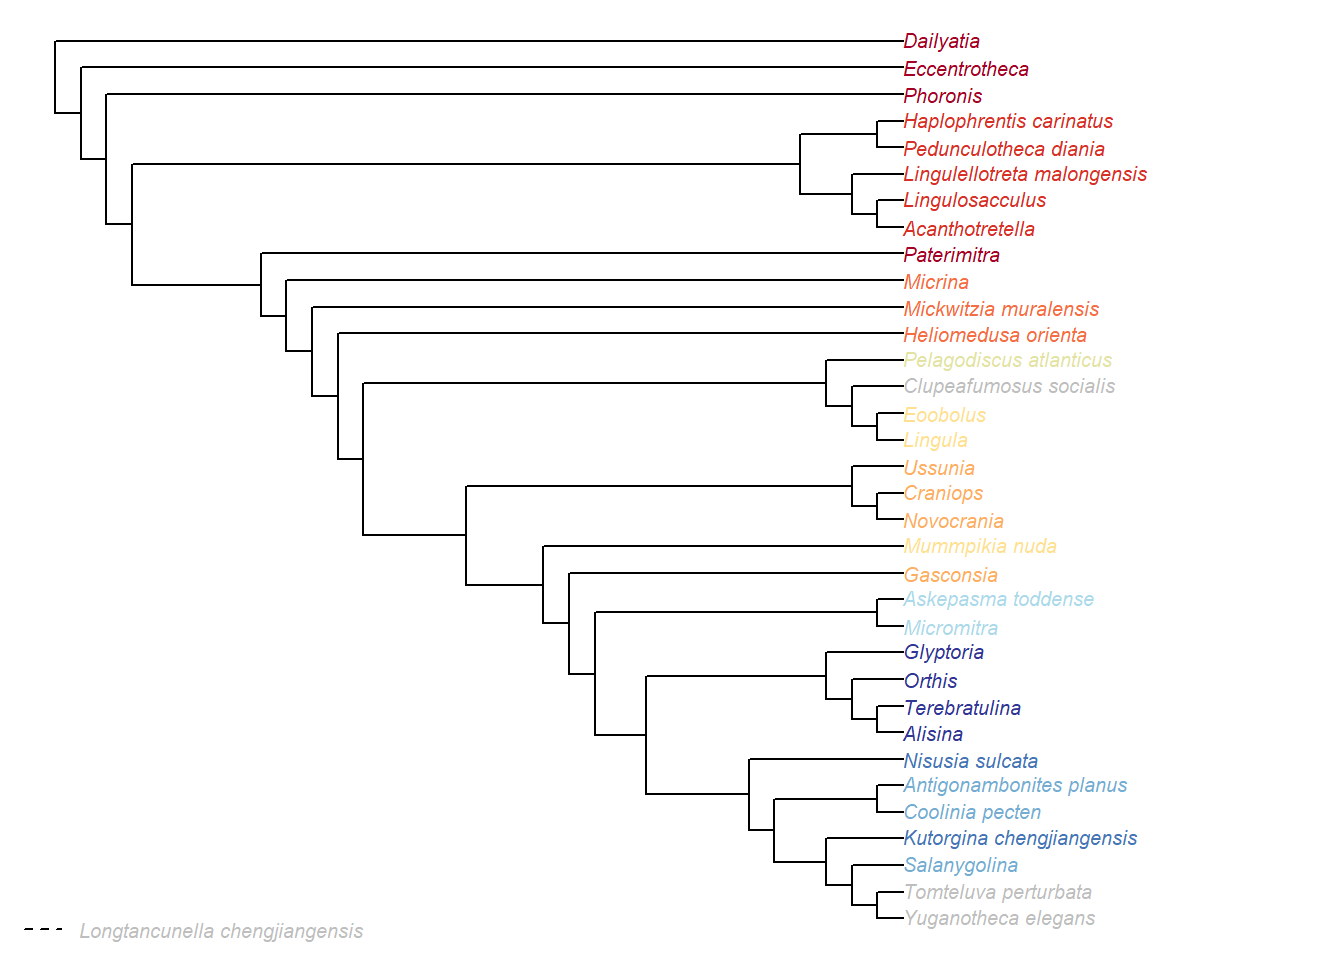 Dailyatia
Eccentrotheca
Phoronis
Haplophrentis carinatus
Pedunculotheca diania
Lingulellotreta malongensis
Lingulosacculus
Acanthotretella
Paterimitra
Micrina
Mickwitzia muralensis
Heliomedusa orienta
Pelagodiscus atlanticus
Clupeafumosus socialis
Eoobolus
Lingula
Ussunia
Craniops
Novocrania
Mummpikia nuda
Gasconsia
Askepasma toddense
Micromitra
Glyptoria
Orthis
Terebratulina
Alisina
Nisusia sulcata
Antigonambonites planus
Coolinia pecten
Kutorgina chengjiangensis
Salanygolina
Tomteluva perturbata
Yuganotheca elegans
Longtancunella chengjiangensis